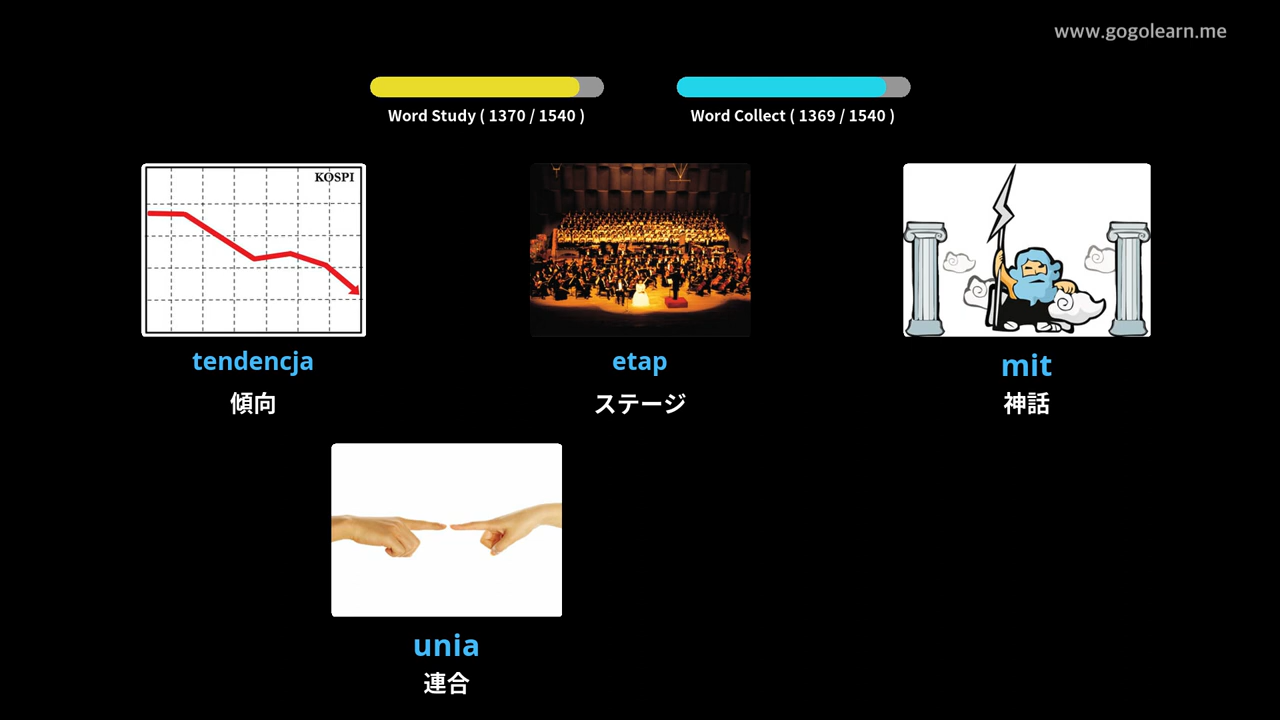 www.gogolearn.me
Word Study ( 1370 / 1540 )
Word Collect ( 1369 / 1540 )
KOSPI
tendencja
etap
mit
傾向
ステージ
神話
unia
連合